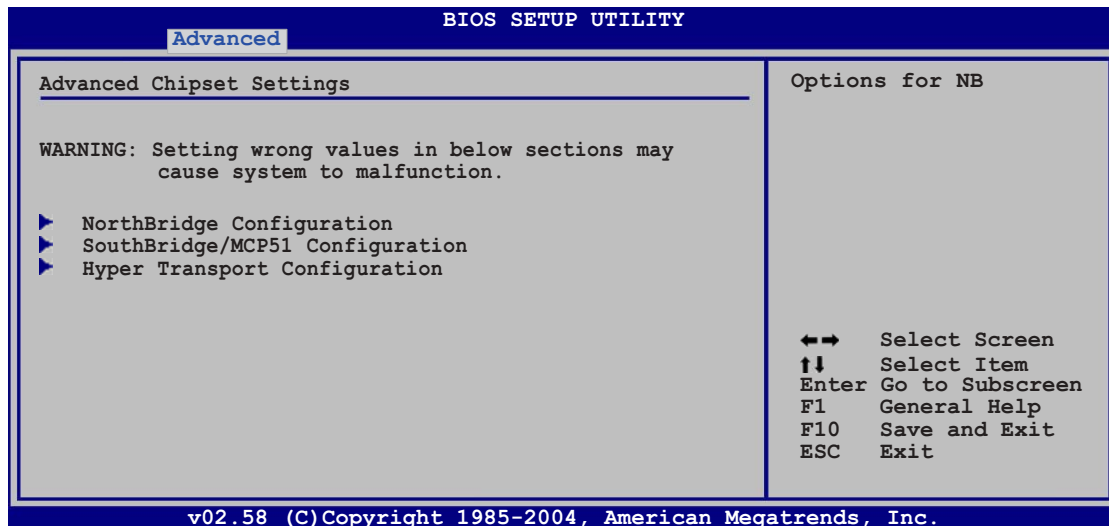 BIOS SETUP UTILITY
Advanced
Advanced Chipset Settings
WARNING: Setting wrong values in below sections may
cause system to malfunction.
NorthBridge Configuration
SouthBridge/MCP51 Configuration
Hyper Transport Configuration
Options for NB
←→ Select Screen
↑↓ Select Item
Enter Go to Subscreen
F1 General Help
F10 Save and Exit
ESC Exit
v02.58 (C)Copyright 1985-2004, American Megatrends, Inc.